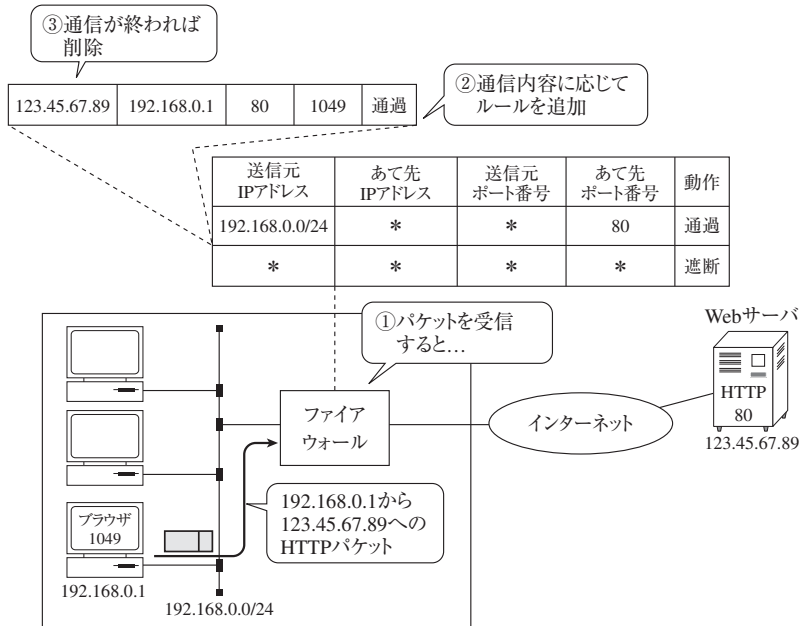 ③通信が終われば
削除
123.45.67.89 192.168.0.1 80 1049 通過
②通信内容に応じて
ルールを追加
送信元
IPアドレス
あて先
IPアドレス
送信元
ポート番号
あて先
ポート番号
動作
192.168.0.0/24 * * 80 通過
* * * * 遮断
①パケットを受信
すると…
Webサーバ
HTTP
80
123.45.67.89
インターネット
ファイア
ウォール
192.168.0.1から
123.45.67.89への
HTTPパケット
ブラウザ
1049
192.168.0.1
192.168.0.0/24